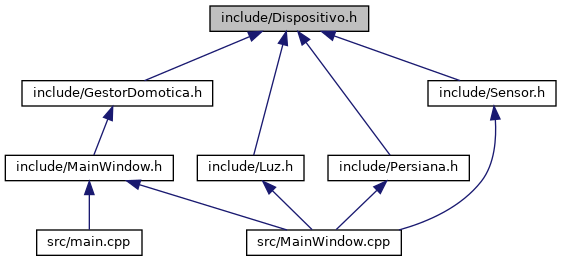 include/Dispositivo.h
include/GestorDomotica.h
include/Sensor.h
include/MainWindow.h
include/Luz.h
include/Persiana.h
src/main.cpp
src/MainWindow.cpp